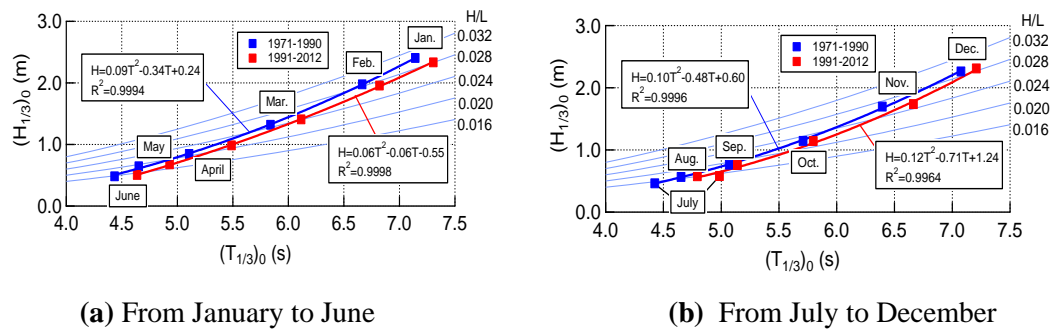 3.0
2.0
1.0
0.0
(H1/3)0 (m)
4.0 4.5 5.0 5.5 6.0 6.5 7.0 7.5
(T1/3)0 (s)
1971-1990
1991-2012
H=0.09T²-0.34T+0.24
R²=0.9994
H=0.06T²-0.06T-0.55
R²=0.9998
Jan.
Feb.
Mar.
April
May
June
H/L
0.032
0.028
0.024
0.020
0.016
(a) From January to June
3.0
2.0
1.0
0.0
(H1/3)0 (m)
4.0 4.5 5.0 5.5 6.0 6.5 7.0 7.5
(T1/3)0 (s)
1971-1990
1991-2012
H=0.10T²-0.48T+0.60
R²=0.9996
H=0.12T²-0.71T+1.24
R²=0.9964
Dec.
Nov.
Oct.
Sep.
Aug.
July
H/L
0.032
0.028
0.024
0.020
0.016
(b) From July to December